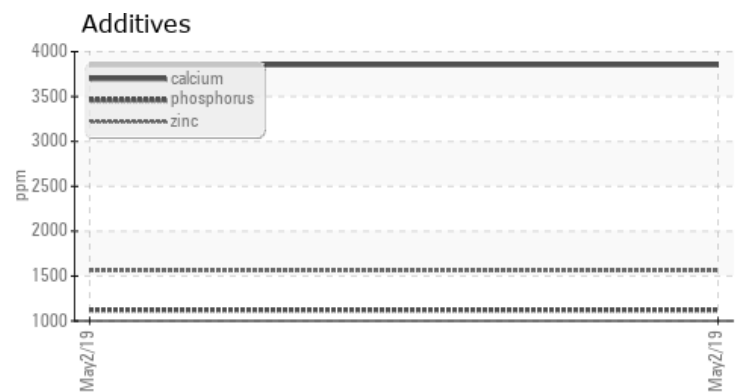 Additives
4000
3500
3000
2500
2000
1500
1000
ppm
calcium
phosphorus
zinc
May2/19
May2/19